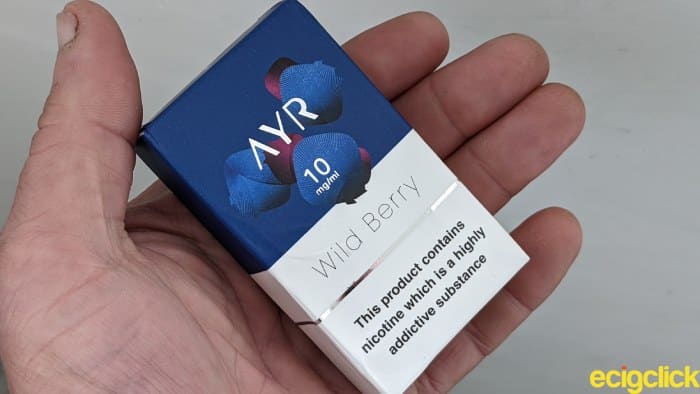 AYR
10
mg/ml
Wild Berry
This product contains
nicotine which is a highly
addictive substance
ecigclick